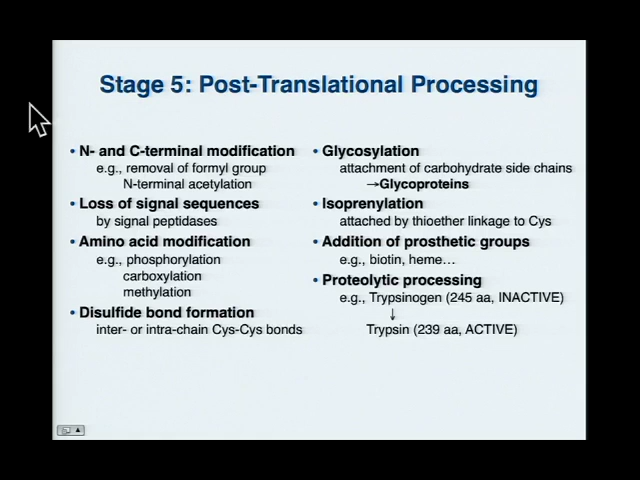 Stage 5: Post-Translational Processing
• N- and C-terminal modification
e.g., removal of formyl group
N-terminal acetylation
• Loss of signal sequences
by signal peptidases
• Amino acid modification
e.g., phosphorylation
carboxylation
methylation
• Disulfide bond formation
inter- or intra-chain Cys-Cys bonds
• Glycosylation
attachment of carbohydrate side chains
→Glycoproteins
• Isoprenylation
attached by thioether linkage to Cys
• Addition of prosthetic groups
e.g., biotin, heme…
• Proteolytic processing
e.g., Trypsinogen (245 aa, INACTIVE)
↓
Trypsin (239 aa, ACTIVE)